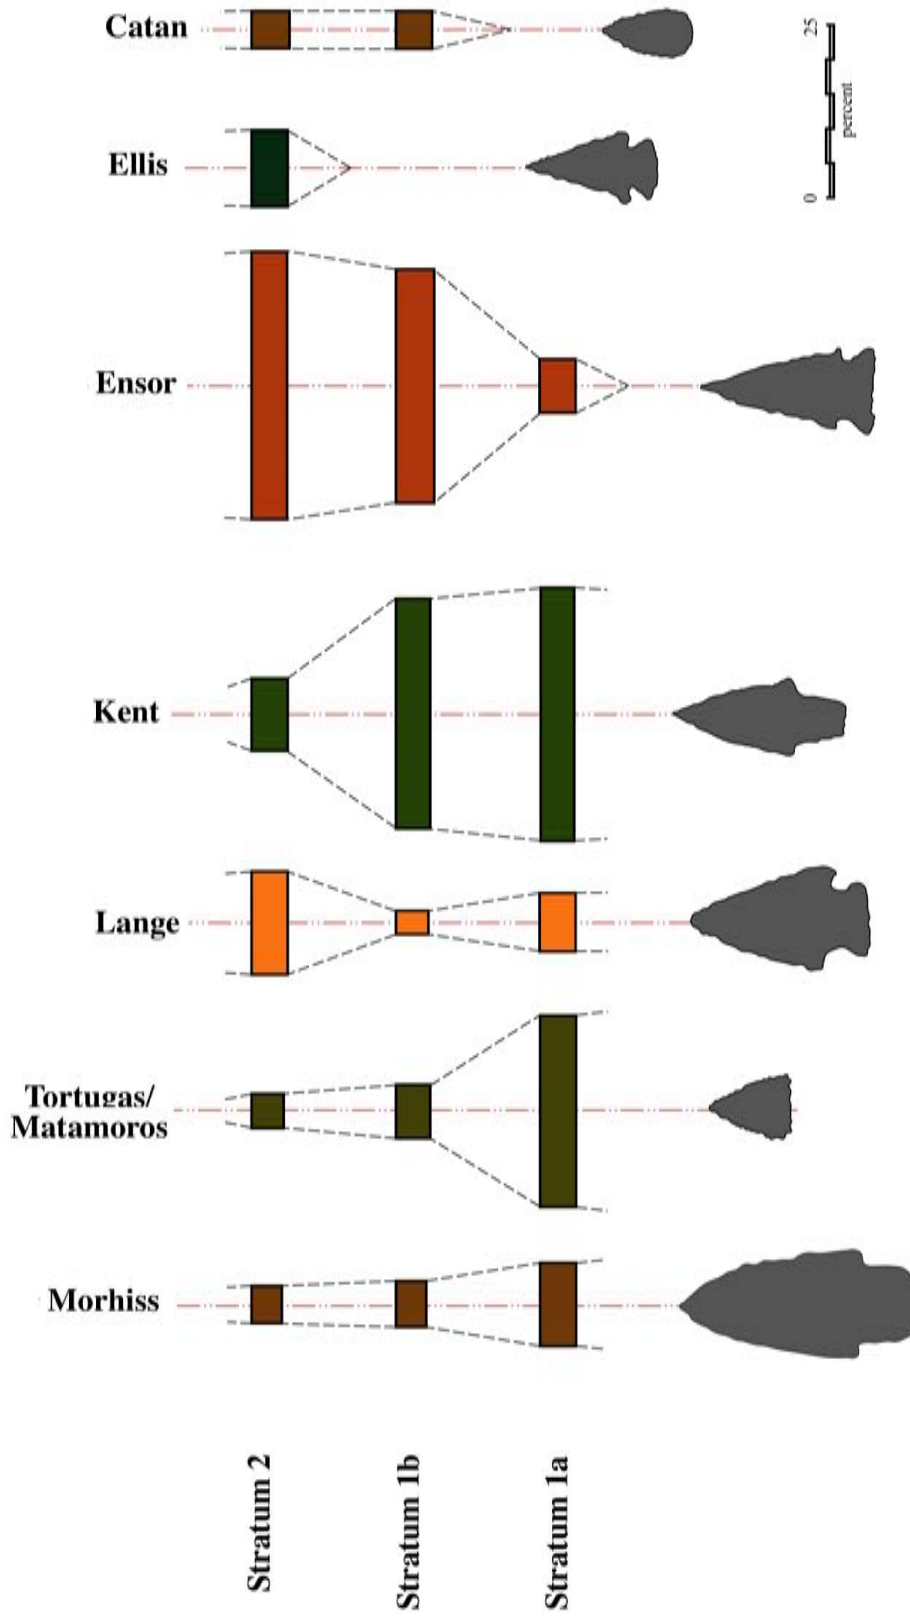 Catan
Ellis
Ensor
Kent
Lange
Tortugas/
Matamoros
Morhiss
Stratum 2
Stratum 1b
Stratum 1a
0
25
percent